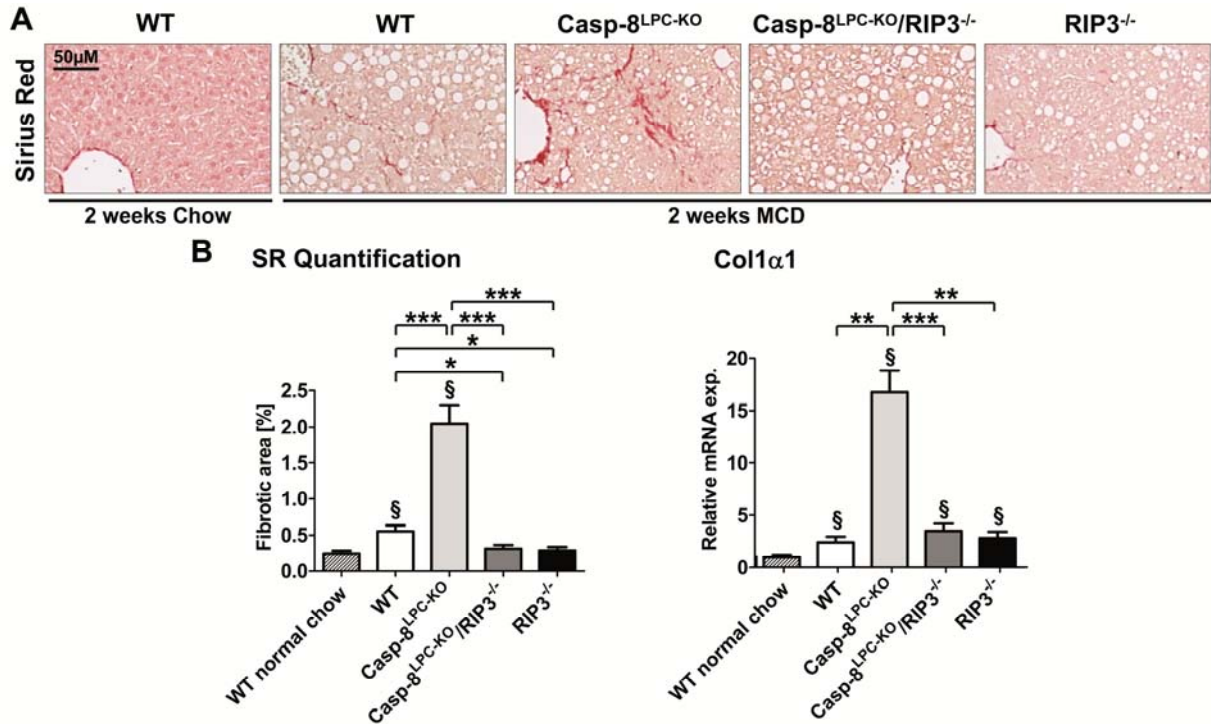 A
WT
WT
Casp-8LPC-KO
Casp-8LPC-KO/RIP3-/-
RIP3-/-
Sirius Red
50µM
2 weeks Chow
2 weeks MCD
B
SR Quantification
***
*** ***
*
*
§
§
Fibrotic area [%]
2.5
2.0
1.5
1.0
0.5
0.0
WT normal chow
WT
Casp-8LPC-KO
Casp-8LPC-KO/RIP3-/-
RIP3-/-
Col1α1
**
** ***
§
§
§
§
Relative mRNA exp.
20
15
10
5
0
WT normal chow
WT
Casp-8LPC-KO
Casp-8LPC-KO/RIP3-/-
RIP3-/-